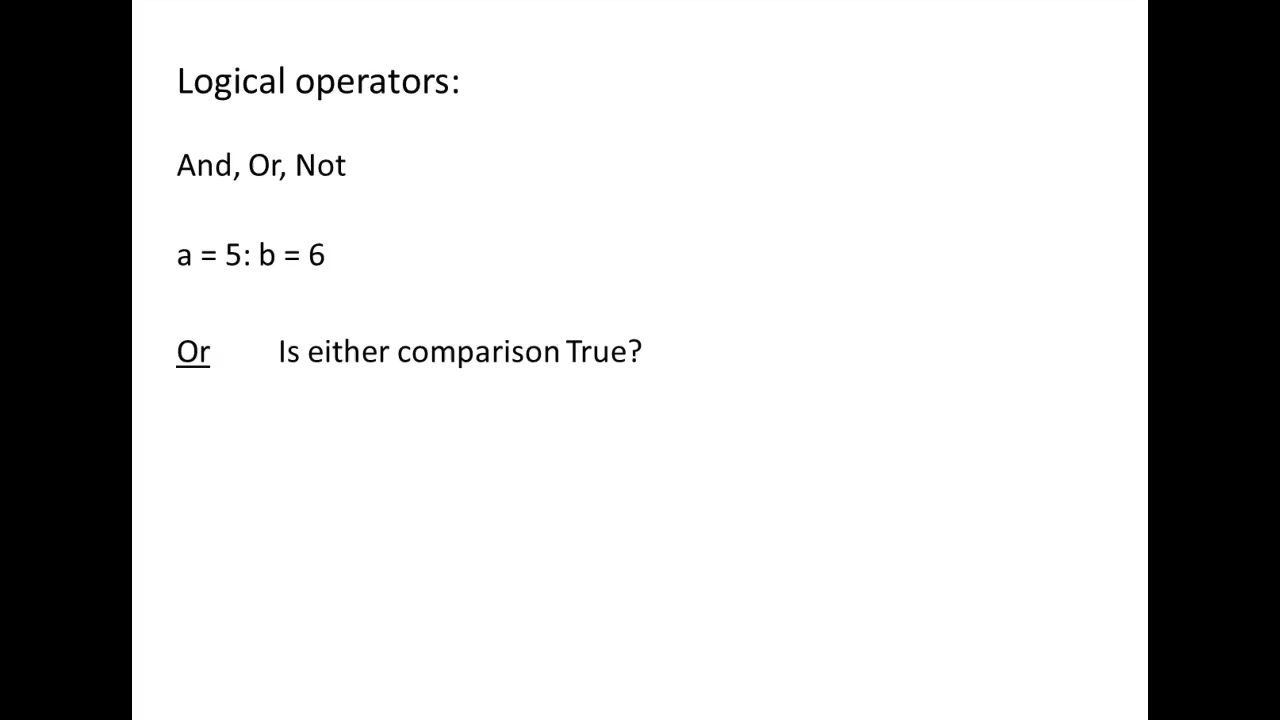 Logical operators:
And, Or, Not
a = 5: b = 6
Or Is either comparison True?